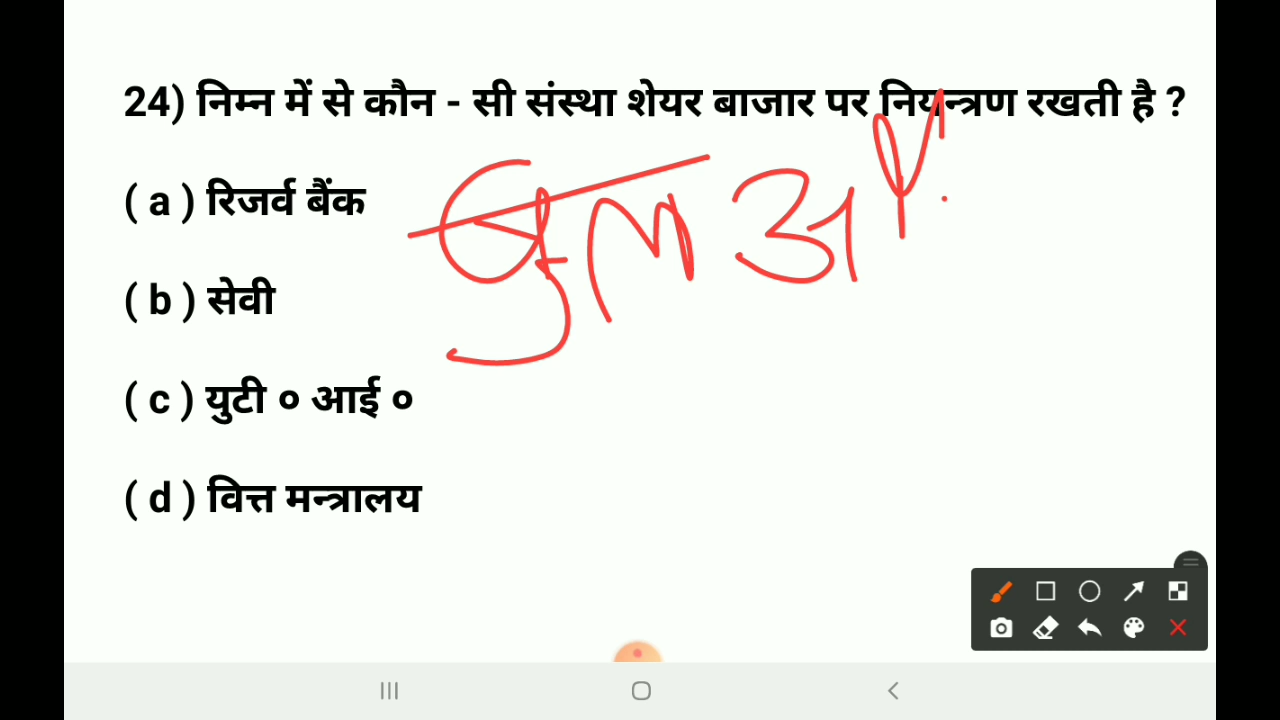 24) निम्न में से कौन - सी संस्था शेयर बाजार पर नियन्त्रण रखती है ?
( a ) रिजर्व बैंक
( b ) सेवी
( c ) युटी ० आई ०
( d ) वित्त मन्त्रालय